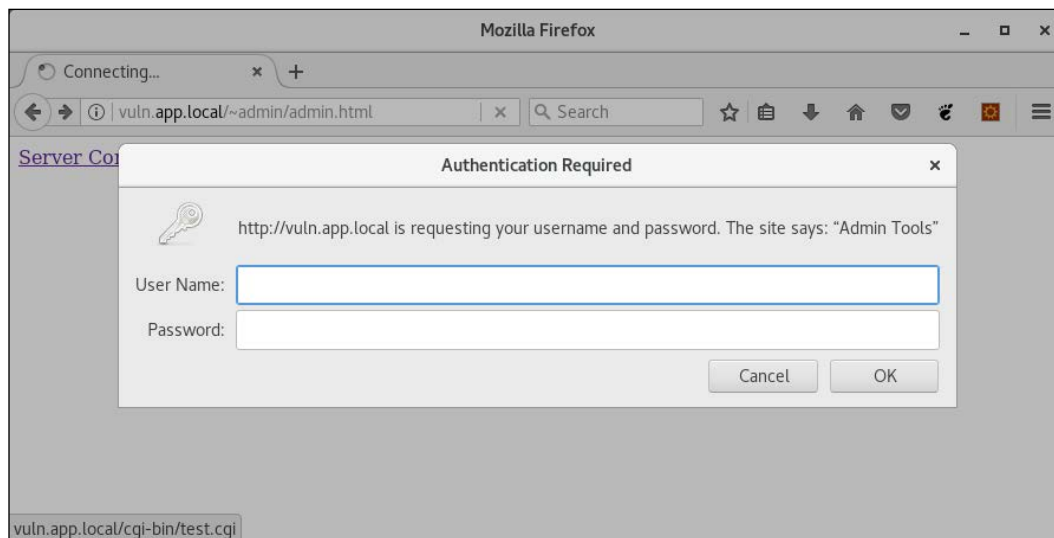 Mozilla Firefox
Connecting...
vuln.app.local/~admin/admin.html
Search
Server Co
Authentication Required
http://vuln.app.local is requesting your username and password. The site says: “Admin Tools”
User Name:
Password:
Cancel
OK
vuln.app.local/cgi-bin/test.cgi